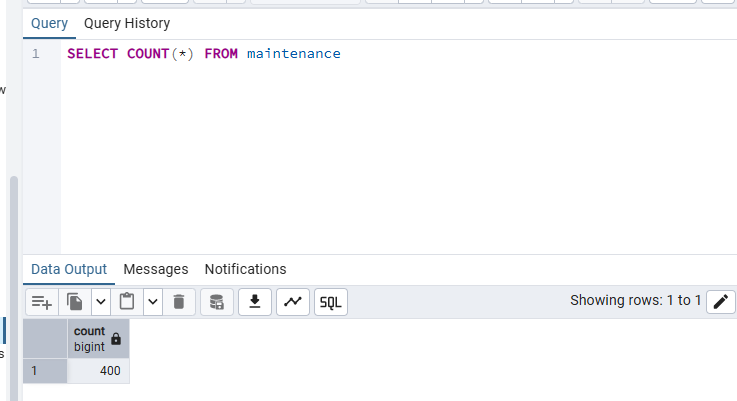 Query Query History
1 SELECT COUNT(*) FROM maintenance
w
Data Output Messages Notifications
SQL Showing rows: 1 to 1
s
count
bigint
1 400